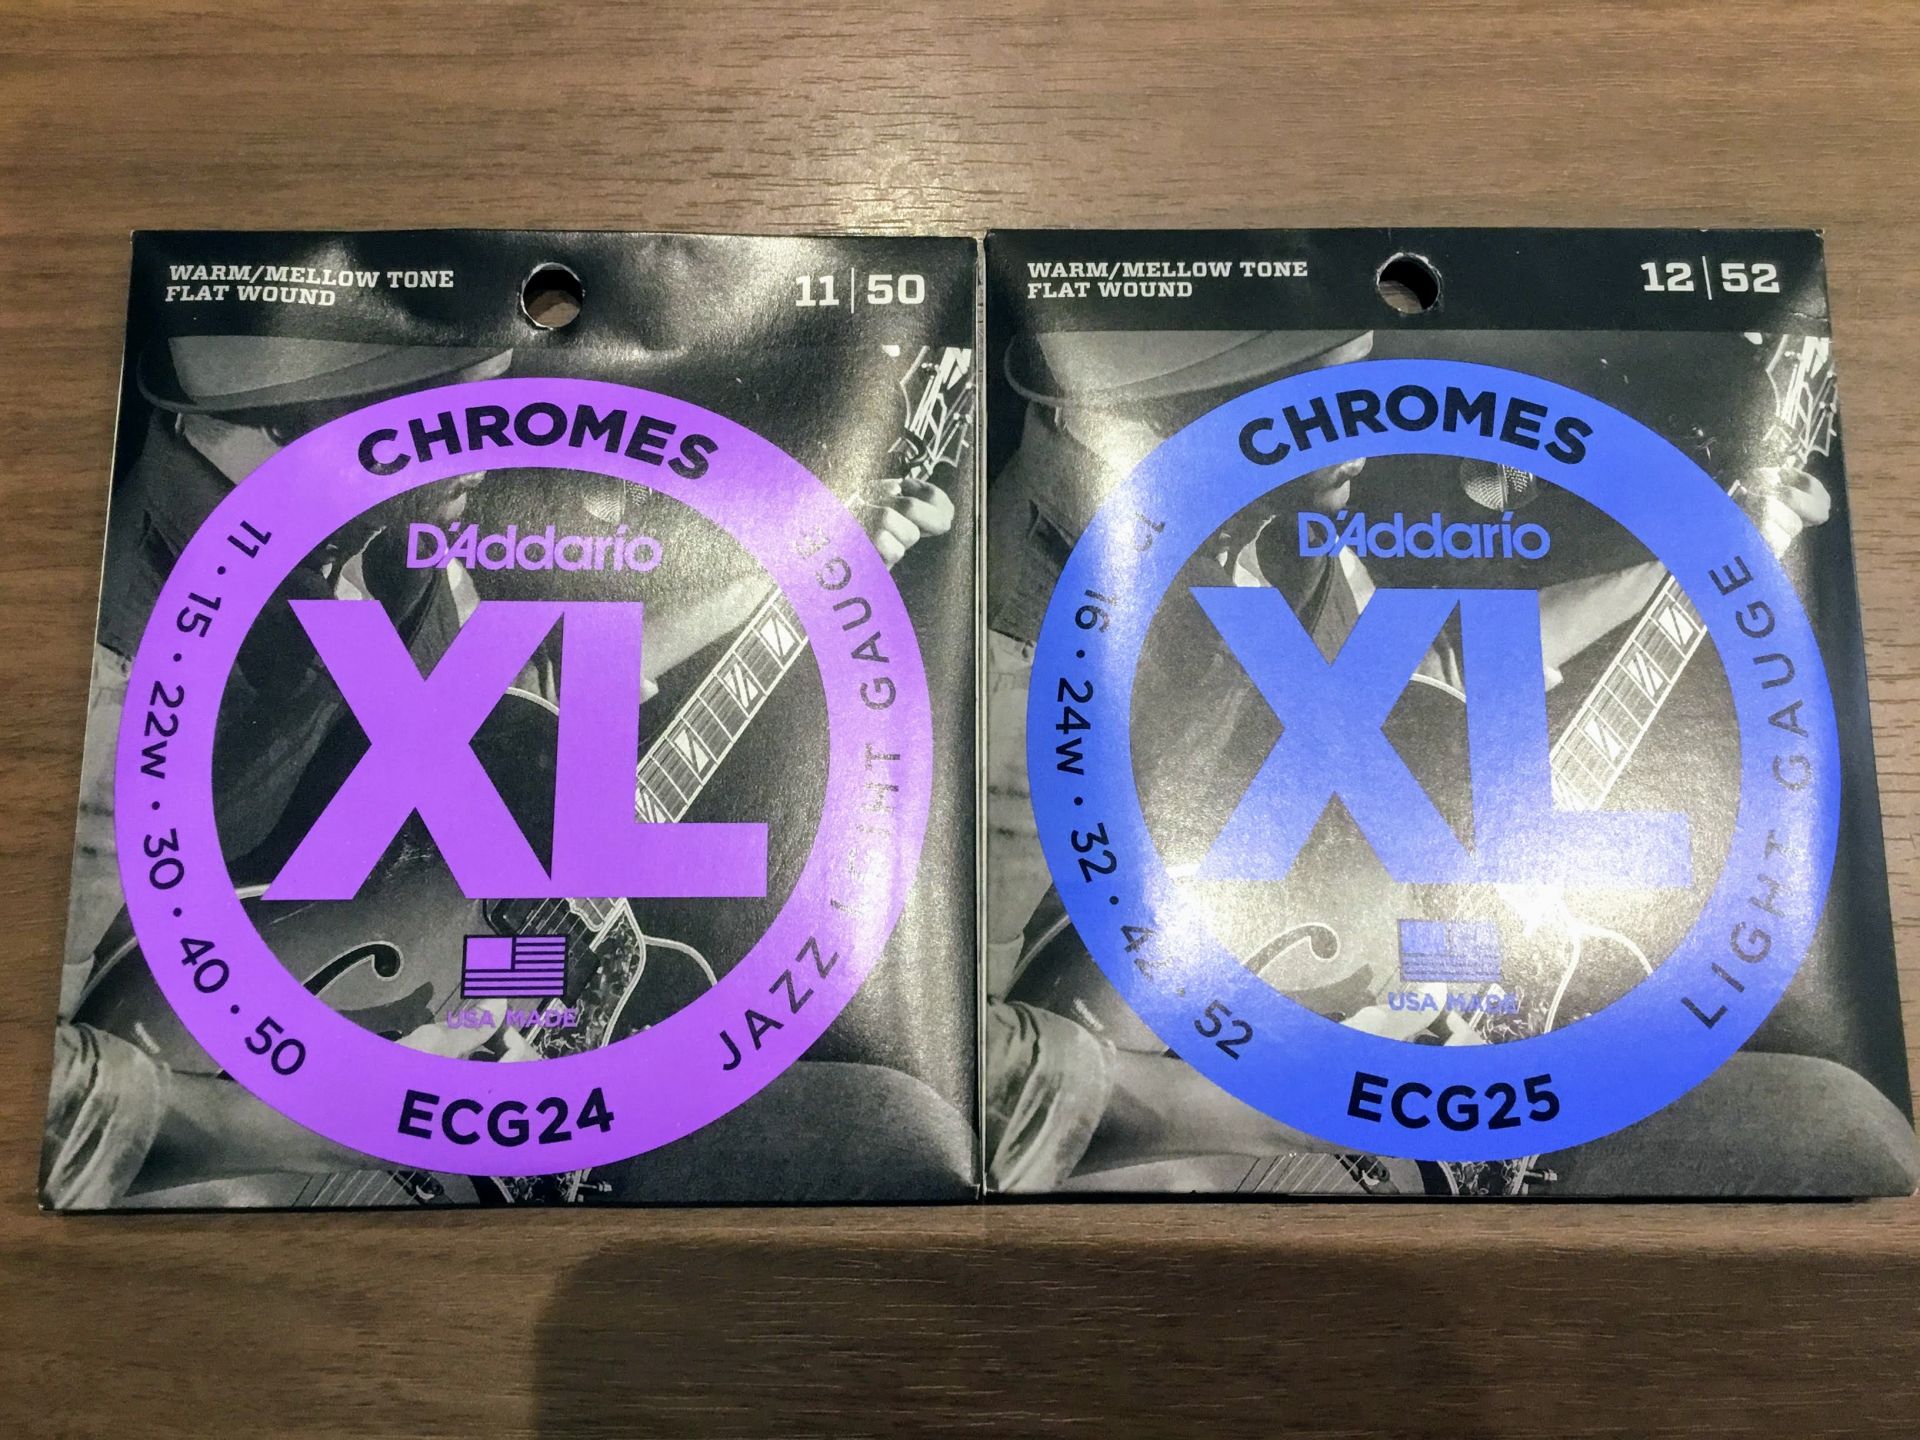 WARM/MELLOW TONE
FLAT WOUND
11|50
CHROMES
D'Addario
XL
11 · 15 · 22w · 30 · 40 · 50
JAZZ LIGHT GAUGE
USA MADE
ECG24
WARM/MELLOW TONE
FLAT WOUND
12|52
CHROMES
D'Addario
XL
12 · 16 · 24w · 32 · 42 · 52
LIGHT GAUGE
USA MADE
ECG25